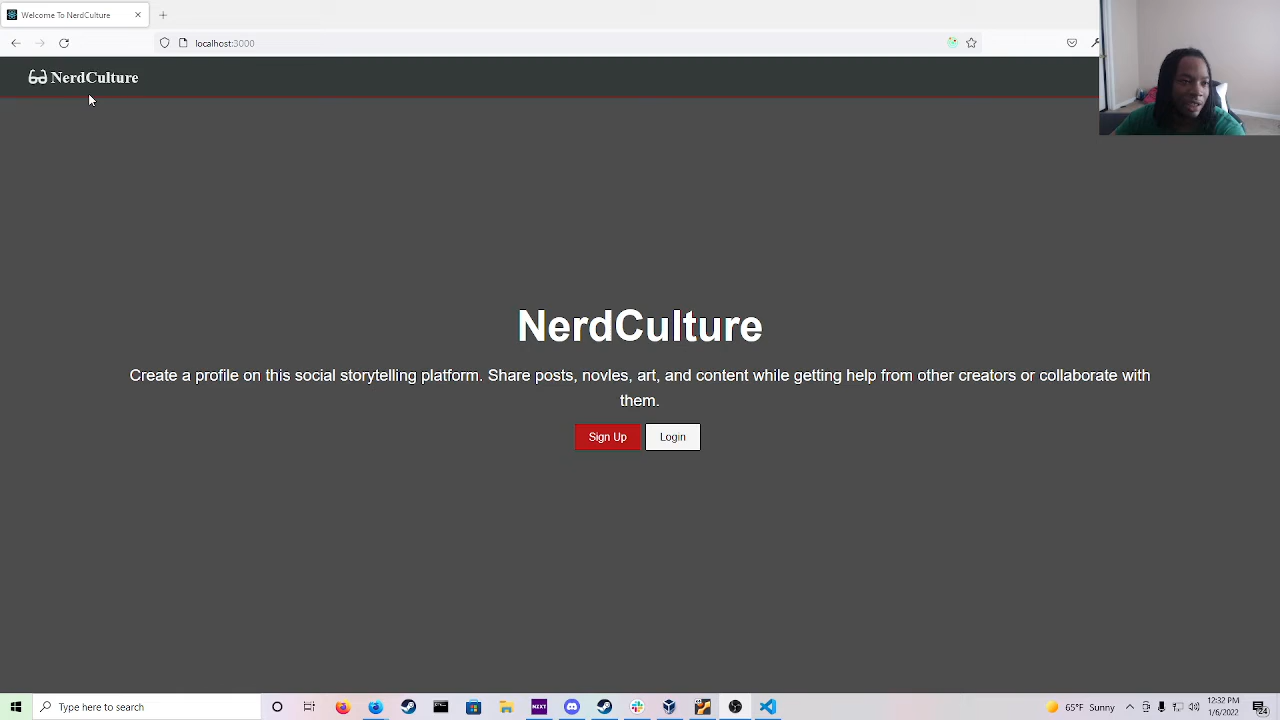 Welcome To NerdCulture
localhost:3000
NerdCulture
NerdCulture
Create a profile on this social storytelling platform. Share posts, novles, art, and content while getting help from other creators or collaborate with
them.
Sign Up
Login
Type here to search
NZXT
65°F Sunny
12:32 PM
1/6/2022
24